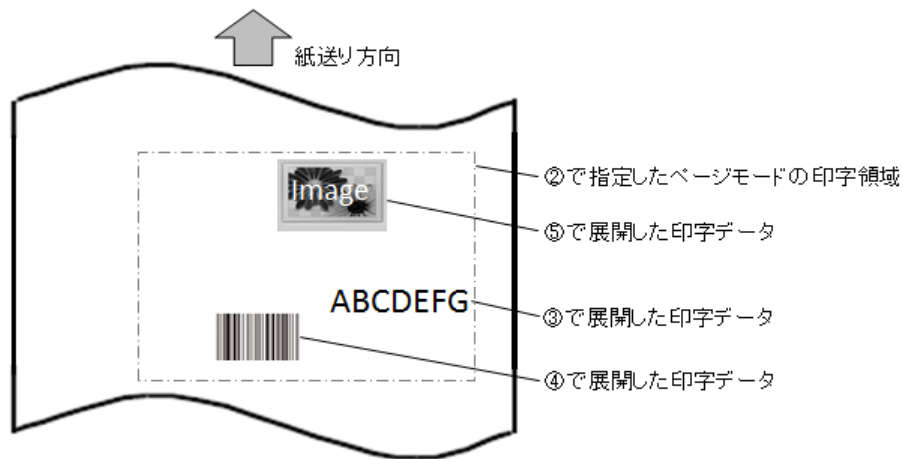 紙送り方向
②で指定したページモードの印字領域
Image
⑤で展開した印字データ
ABCDEFG
③で展開した印字データ
④で展開した印字データ